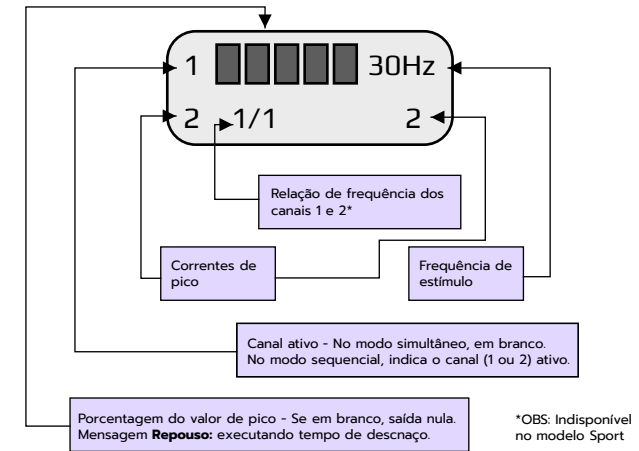 1 30Hz
2 1/1 2
Relação de frequência dos
canais 1 e 2*
Correntes de
pico
Frequência de
estímulo
Canal ativo - No modo simultâneo, em branco.
No modo sequencial, indica o canal (1 ou 2) ativo.
Porcentagem do valor de pico - Se em branco, saída nula.
Mensagem Repouso: executando tempo de descnaço.
*OBS: Indisponível
no modelo Sport